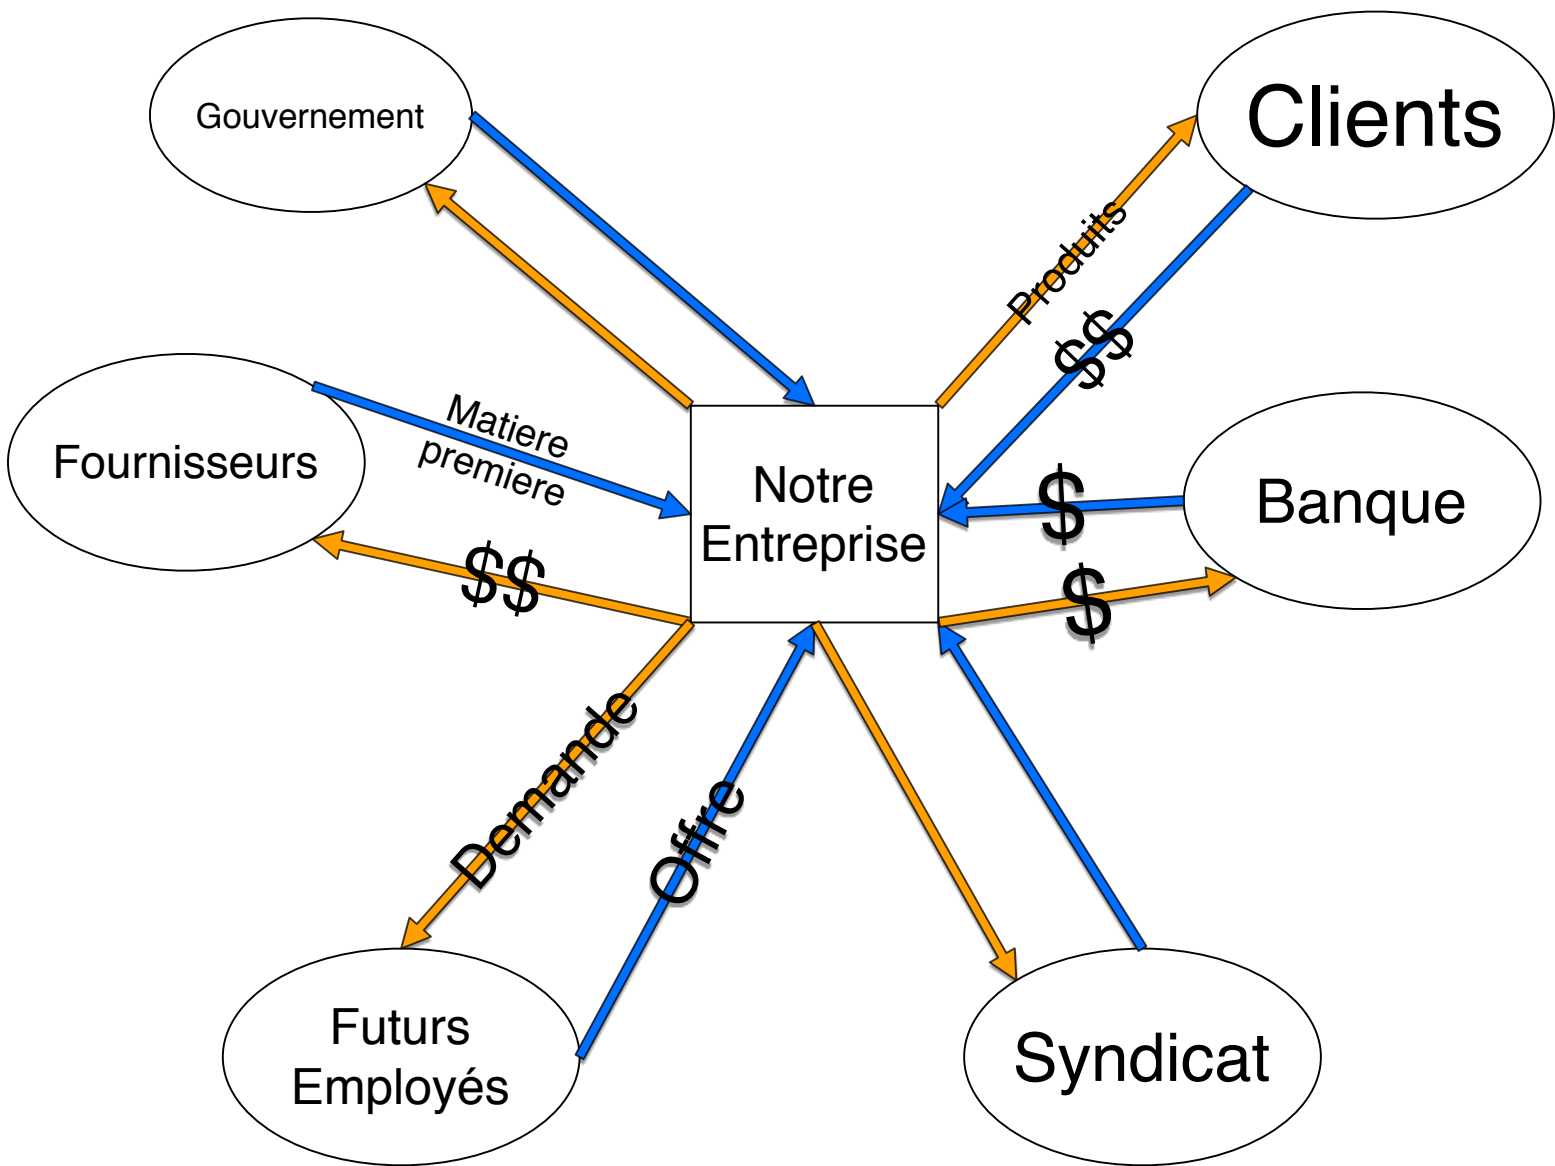 Gouvernement
Clients
Produits
$$
Fournisseurs
Matiere
premiere
Notre
Entreprise
$
Banque
$$
$
Demande
Offre
Futurs
Employés
Syndicat